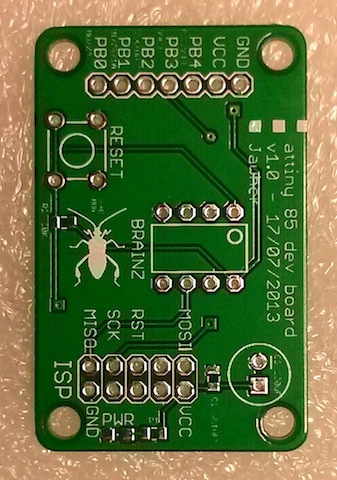 PB0
PB1
PB2
PB3
PB4
VCC
GND
RESET
attiny 85 dev board
v1.0 - 17/07/2013
BRAINZ
MISO
SCK
RST
MOSI
ISP
GND
PWR
VCC